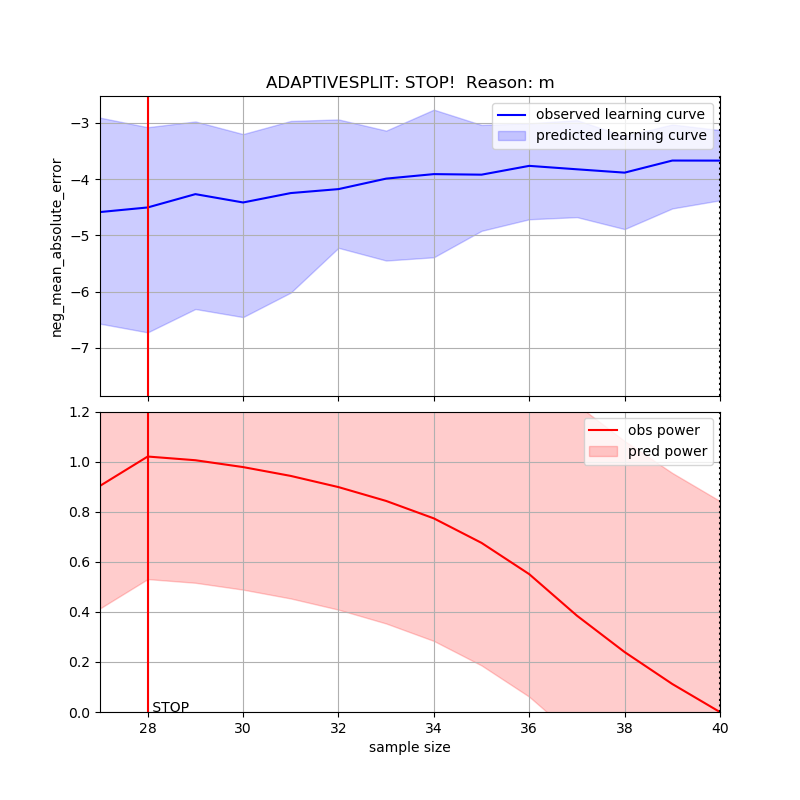 ADAPTIVESPLIT: STOP!  Reason: m
observed learning curve
predicted learning curve
−3
−4
−5
−6
−7
neg_mean_absolute_error
obs power
pred power
1.2
1.0
0.8
0.6
0.4
0.2
0.0
STOP
28 30 32 34 36 38 40
sample size